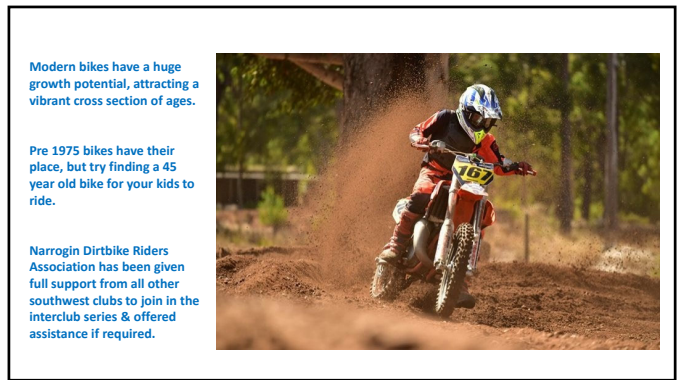 Modern bikes have a huge
growth potential, attracting a
vibrant cross section of ages.
Pre 1975 bikes have their
place, but try finding a 45
year old bike for your kids to
ride.
Narrogin Dirtbike Riders
Association has been given
full support from all other
southwest clubs to join in the
interclub series & offered
assistance if required.
167